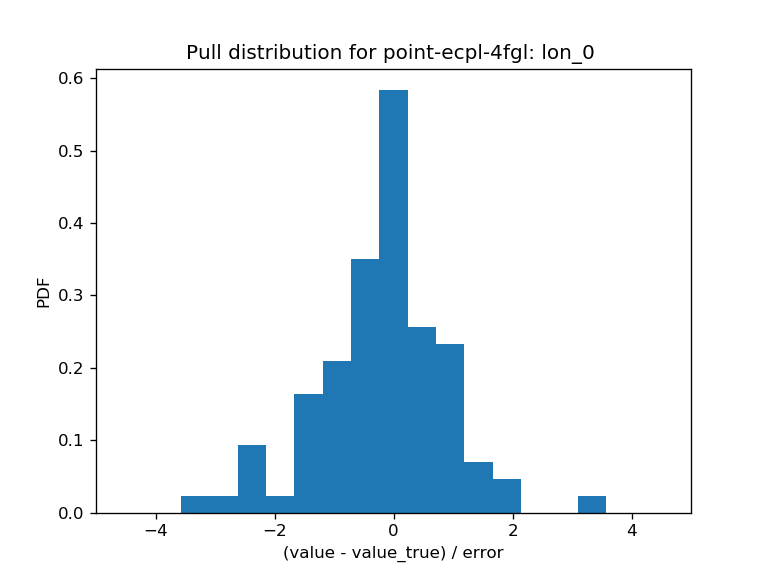 Pull distribution for point-ecpl-4fgl: lon_0
0.6
0.5
0.4
0.3
0.2
0.1
0.0
PDF
−4 −2 0 2 4
(value - value_true) / error